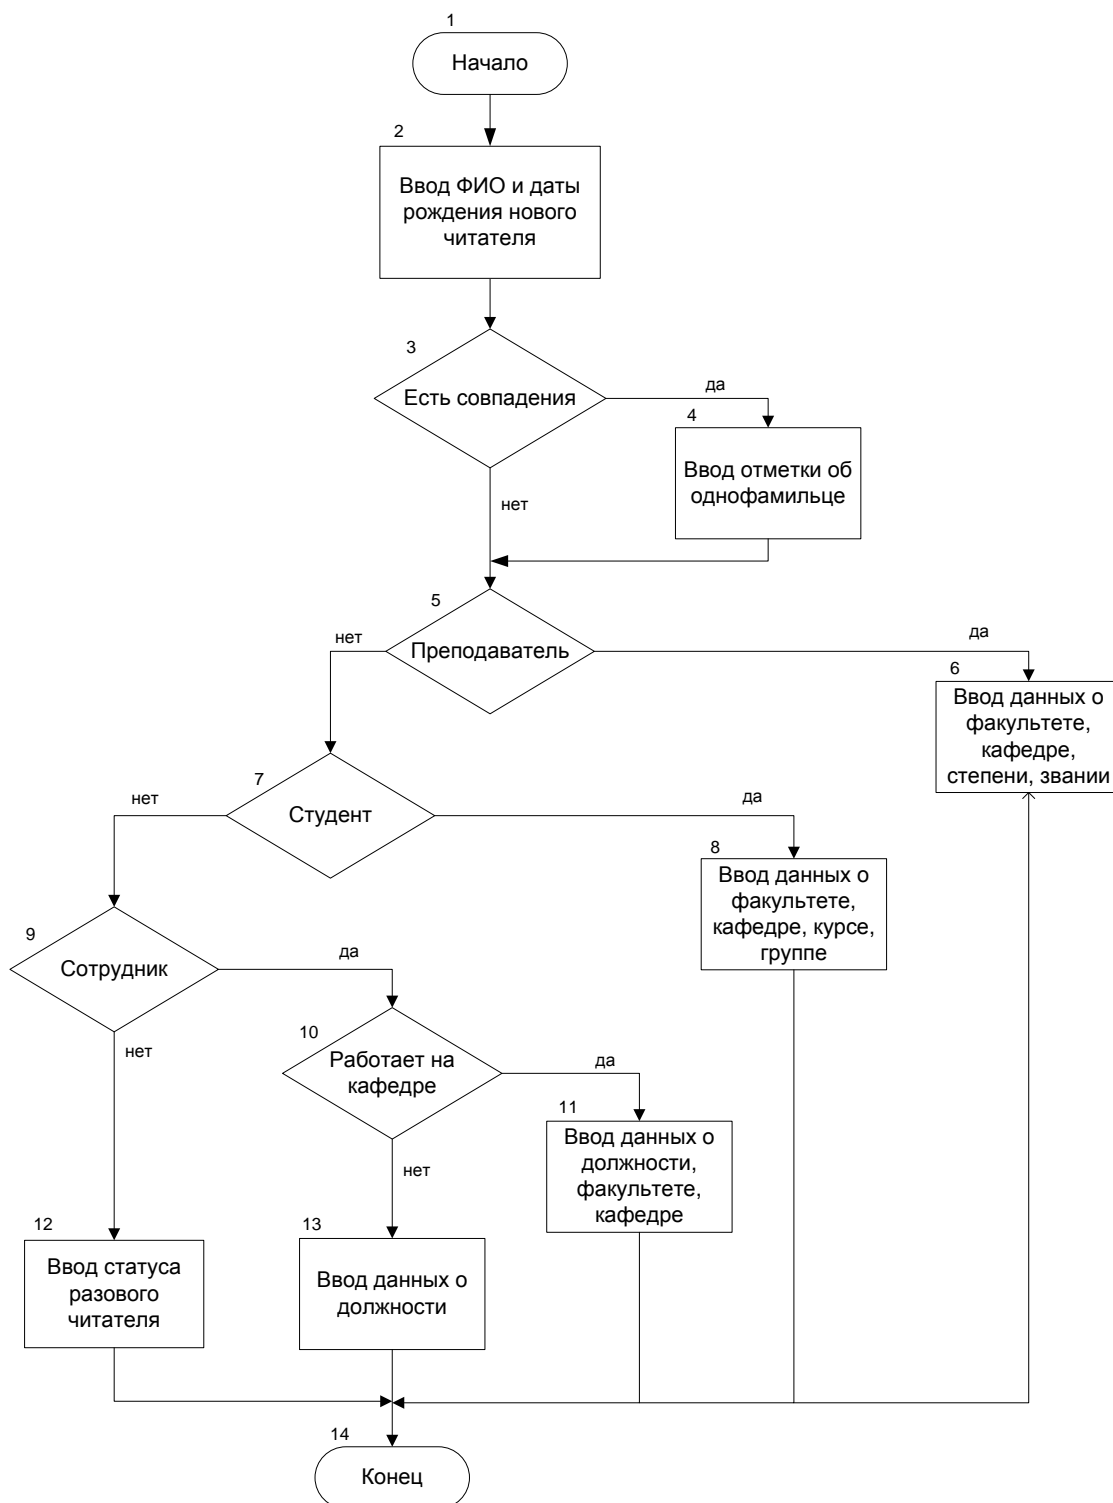 1
Начало
2
Ввод ФИО и даты
рождения нового
читателя
3
Есть совпадения
да
4
Ввод отметки об
однофамильце
нет
5
Преподаватель
нет
да
6
Ввод данных о
факультете,
кафедре,
степени, звании
7
Студент
нет
да
8
Ввод данных о
факультете,
кафедре, курсе,
группе
9
Сотрудник
да
нет
10
Работает на
кафедре
да
11
Ввод данных о
должности,
факультете,
кафедре
нет
12
Ввод статуса
разового
читателя
13
Ввод данных о
должности
14
Конец